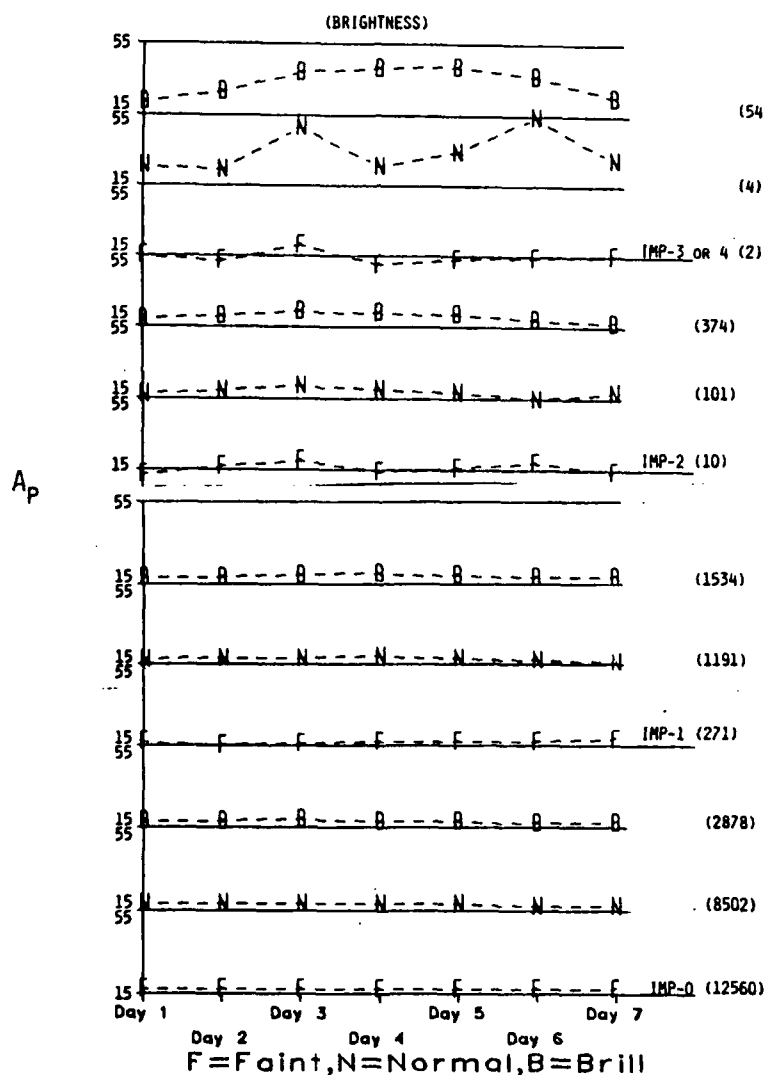 (BRIGHTNESS)
55
B B B B B B B
15
55
(54
N N N N N N N
15
55
(4)
F F F F F F F
15
55
IMP-3 OR 4 (2)
B B B B B B B
15
55
(374)
N N N N N N N
15
55
(101)
F F F F F F F
15
IMP-2 (10)
Ap
55
B B B B B B B
15
55
(1534)
N N N N N N N
15
55
(1191)
F F F F F F F
15
55
IMP-1 (271)
B B B B B B B
15
55
(2878)
N N N N N N N
15
55
(8502)
F F F F F F F
15
IMP-0 (12560)
Day 1 Day 3 Day 5 Day 7
Day 2 Day 4 Day 6
F=Faint,N=Normal,B=Brill